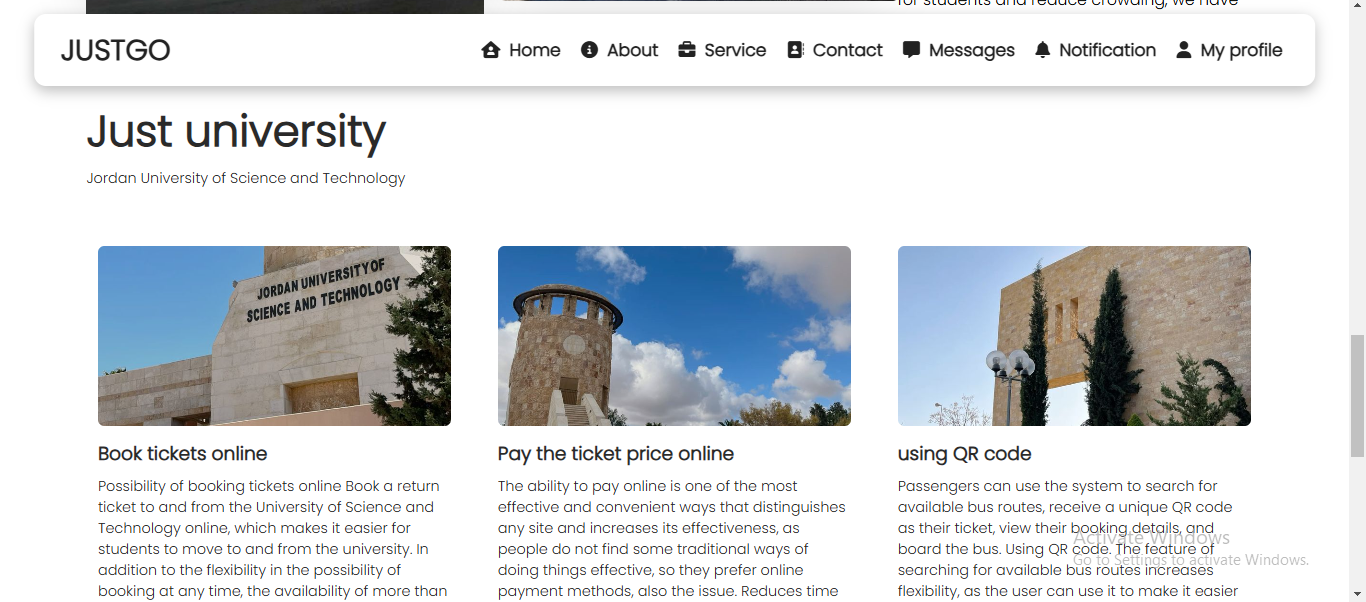 for students and reduce crowding, we have
JUSTGO
Home About Service Contact Messages Notification My profile
Just university
Jordan University of Science and Technology
JORDAN UNIVERSITY OF
SCIENCE AND TECHNOLOGY
Book tickets online
Possibility of booking tickets online Book a return
ticket to and from the University of Science and
Technology online, which makes it easier for
students to move to and from the university. In
addition to the flexibility in the possibility of
booking at any time, the availability of more than
Pay the ticket price online
The ability to pay online is one of the most
effective and convenient ways that distinguishes
any site and increases its effectiveness, as
people do not find some traditional ways of
doing things effective, so they prefer online
payment methods, also the issue. Reduces time
using QR code
Passengers can use the system to search for
available bus routes, receive a unique QR code
as their ticket, view their booking details, and
board the bus. Using QR code. The feature of
searching for available bus routes increases
flexibility, as the user can use it to make it easier
Activate Windows
Go to Settings to activate Windows.